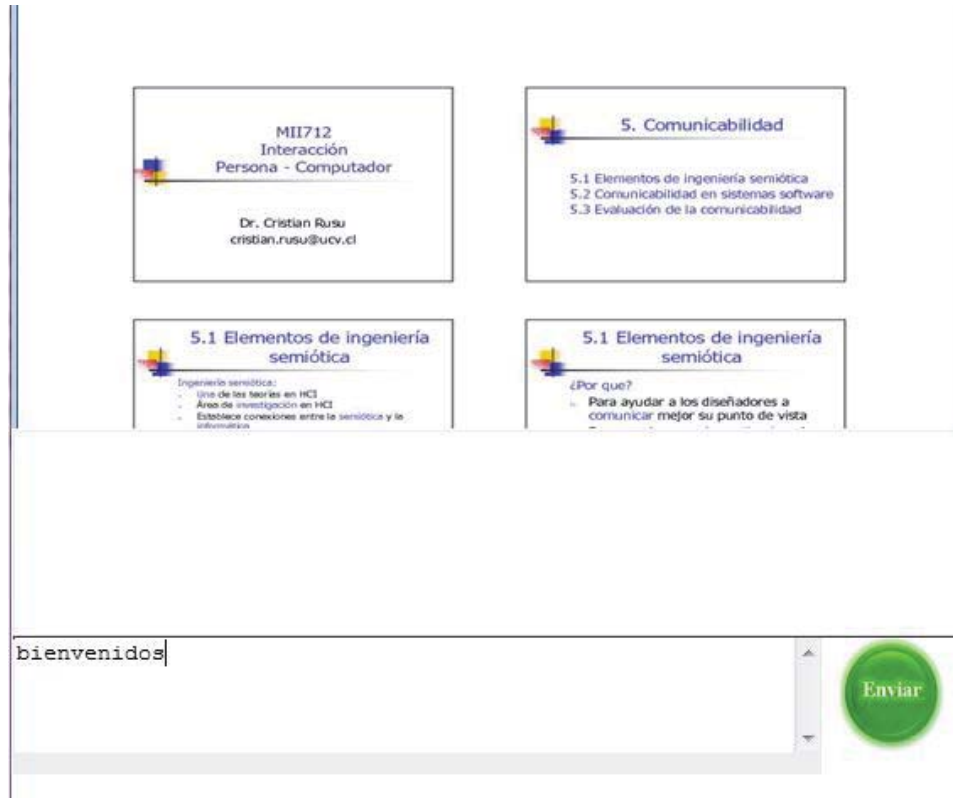 MII712
Interacción
Persona - Computador
Dr. Cristian Rusu
cristian.rusu@ucv.cl
5. Comunicabilidad
5.1 Elementos de ingeniería semiótica
5.2 Comunicabilidad en sistemas software
5.3 Evaluación de la comunicabilidad
5.1 Elementos de ingeniería
semiótica
Ingeniería semiótica:
Una de las teorías en HCI
Área de investigación en HCI
Establece conexiones entre la semiótica y la
informática
5.1 Elementos de ingeniería
semiótica
¿Por que?
Para ayudar a los diseñadores a
comunicar mejor su punto de vista
bienvenidos
Enviar